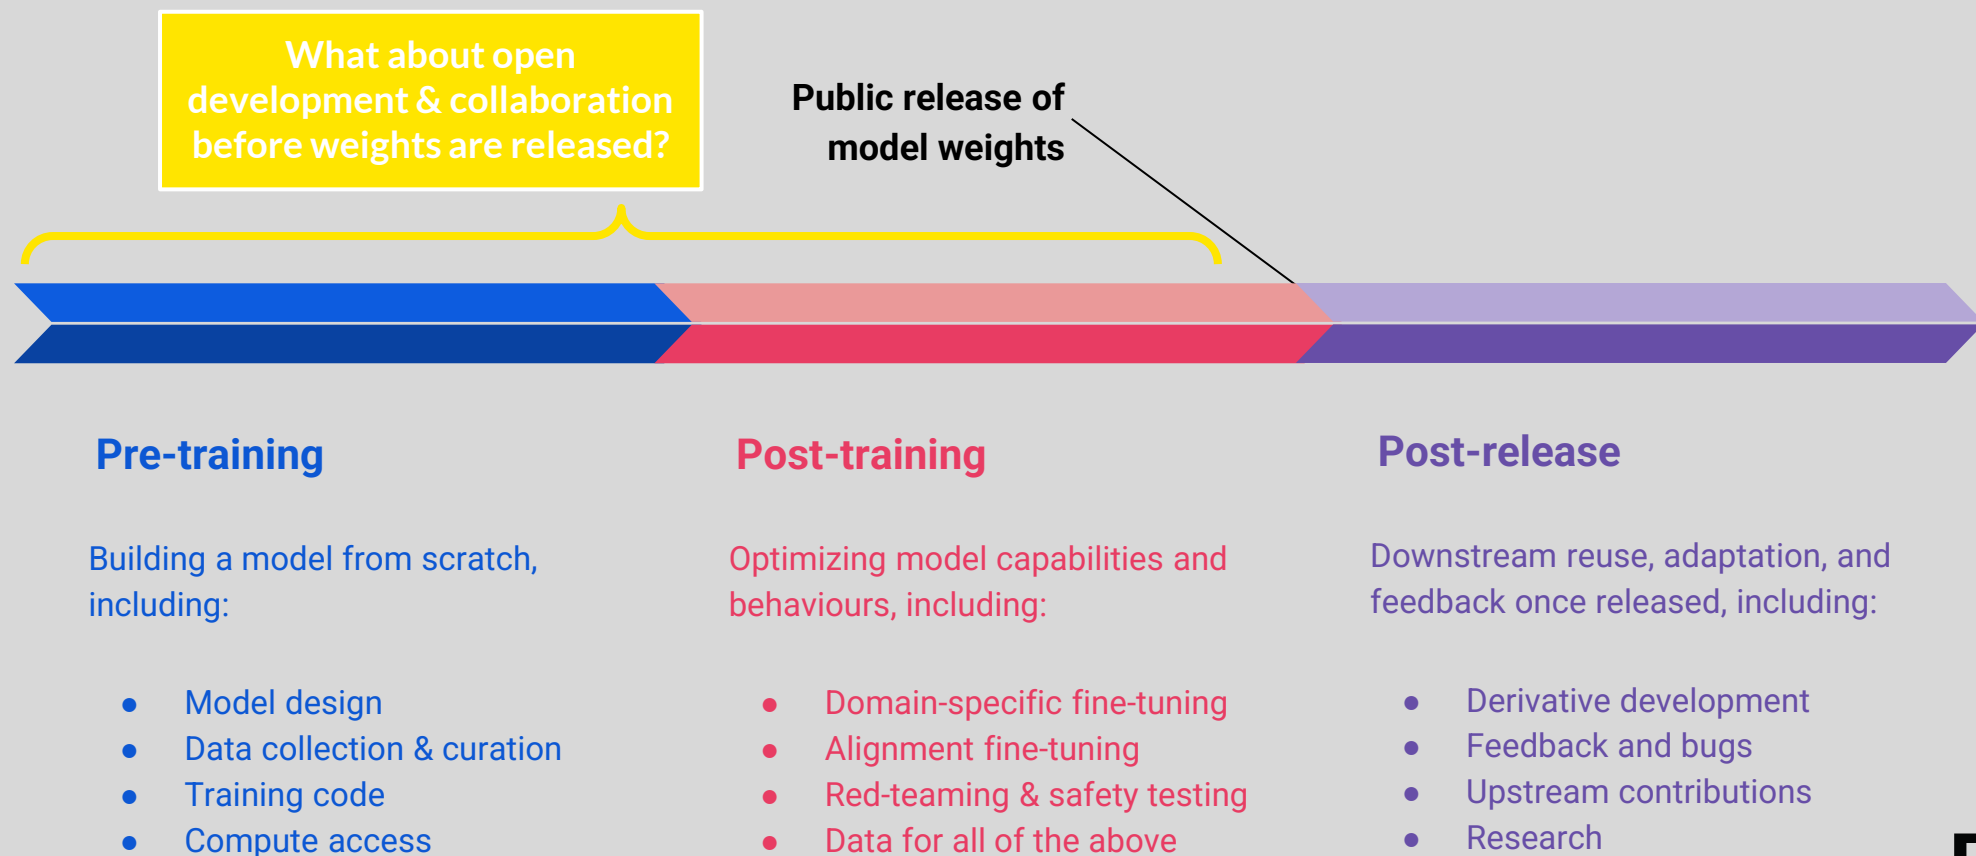 What about open
development & collaboration
before weights are released?
Public release of
model weights
Pre-training
Building a model from scratch,
including:
● Model design
● Data collection & curation
● Training code
● Compute access
Post-training
Optimizing model capabilities and
behaviours, including:
● Domain-specific fine-tuning
● Alignment fine-tuning
● Red-teaming & safety testing
● Data for all of the above
Post-release
Downstream reuse, adaptation, and
feedback once released, including:
● Derivative development
● Feedback and bugs
● Upstream contributions
● Research